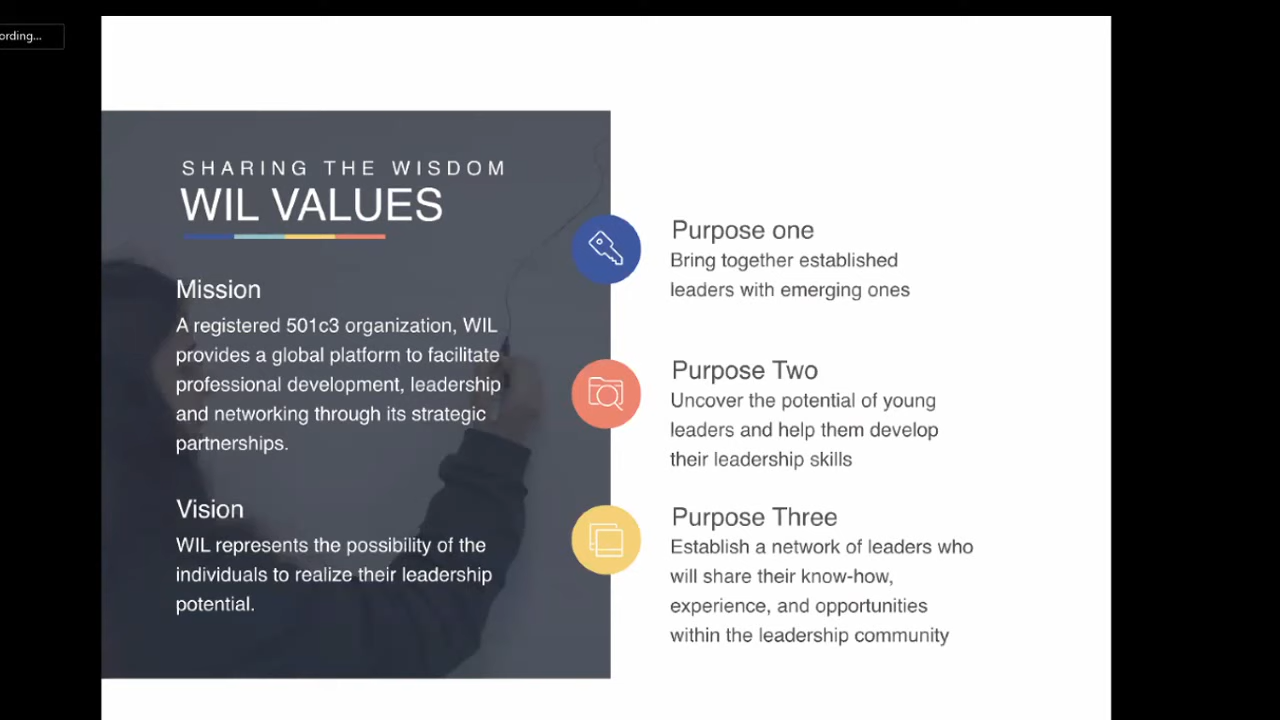 ording...
SHARING THE WISDOM
WIL VALUES
Mission
A registered 501c3 organization, WIL
provides a global platform to facilitate
professional development, leadership
and networking through its strategic
partnerships.
Vision
WIL represents the possibility of the
individuals to realize their leadership
potential.
Purpose one
Bring together established
leaders with emerging ones
Purpose Two
Uncover the potential of young
leaders and help them develop
their leadership skills
Purpose Three
Establish a network of leaders who
will share their know-how,
experience, and opportunities
within the leadership community